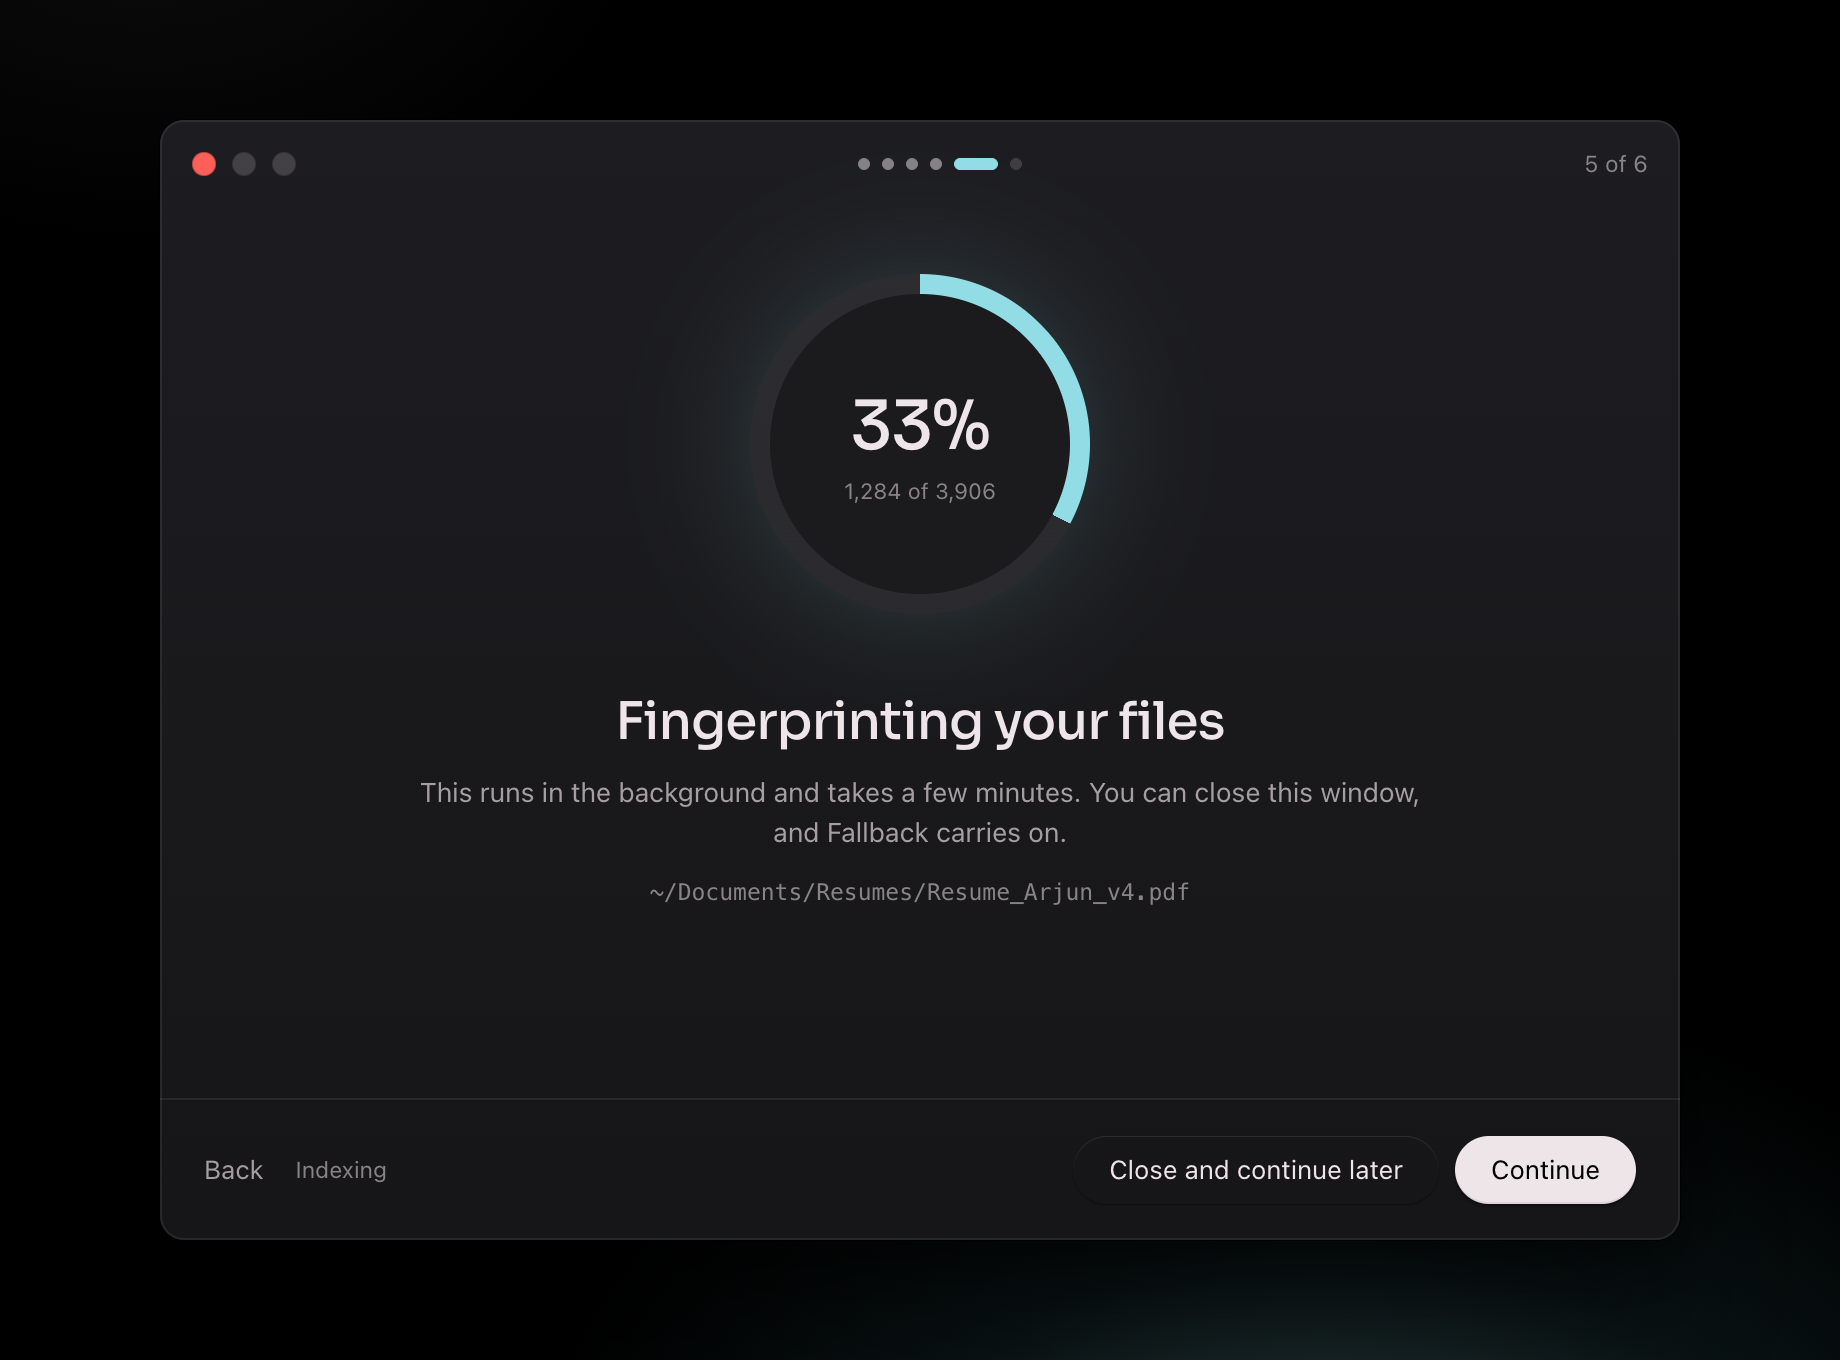 5 of 6
33%
1,284 of 3,906
Fingerprinting your files
This runs in the background and takes a few minutes. You can close this window,
and Fallback carries on.
~/Documents/Resumes/Resume_Arjun_v4.pdf
Back Indexing Close and continue later Continue